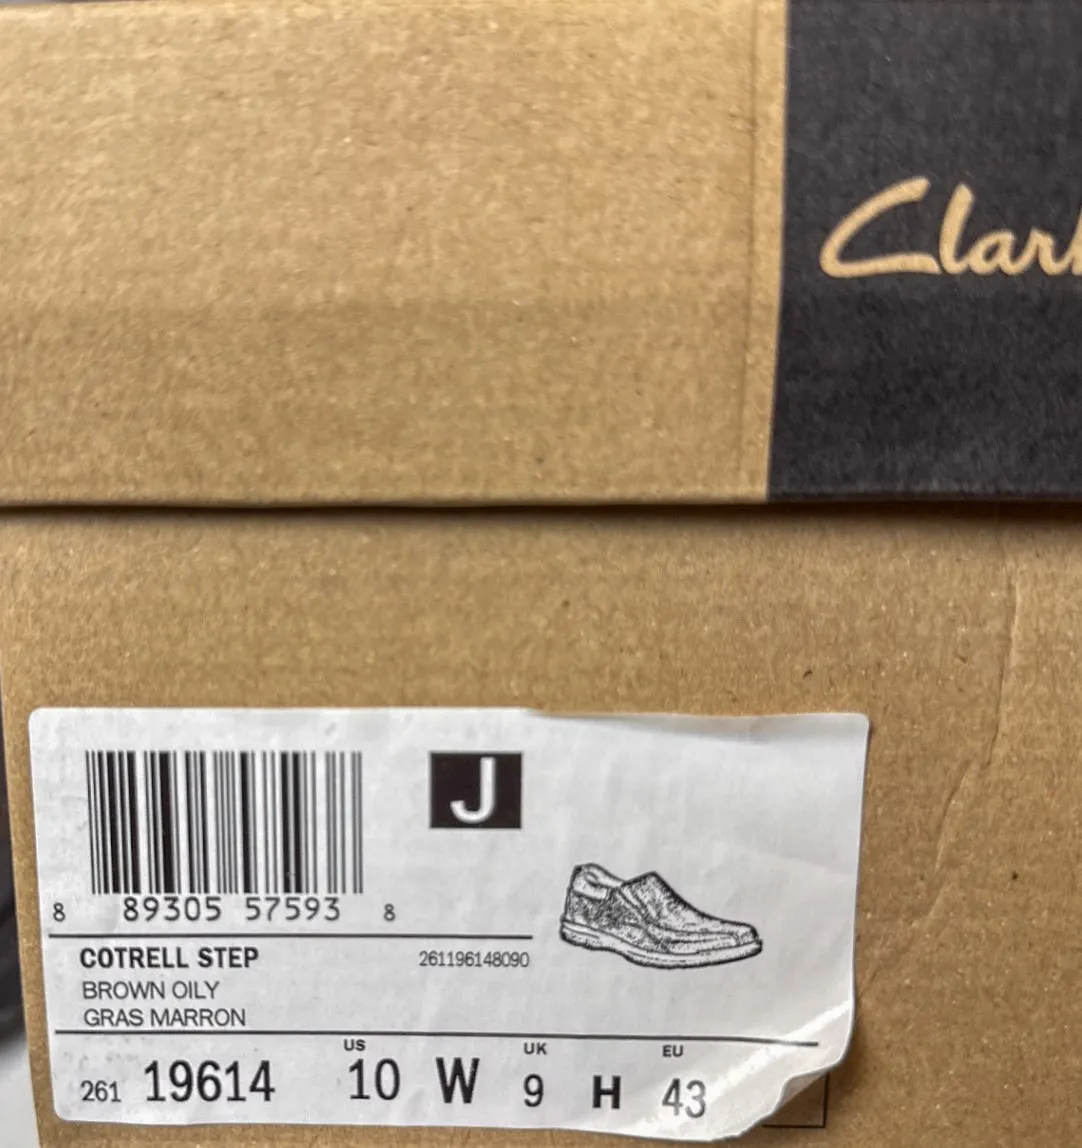 Clark
J
8 89305 57593 8
COTRELL STEP
261196148090
BROWN OILY
GRAS MARRON
US UK EU
261 19614 10 W 9 H 43